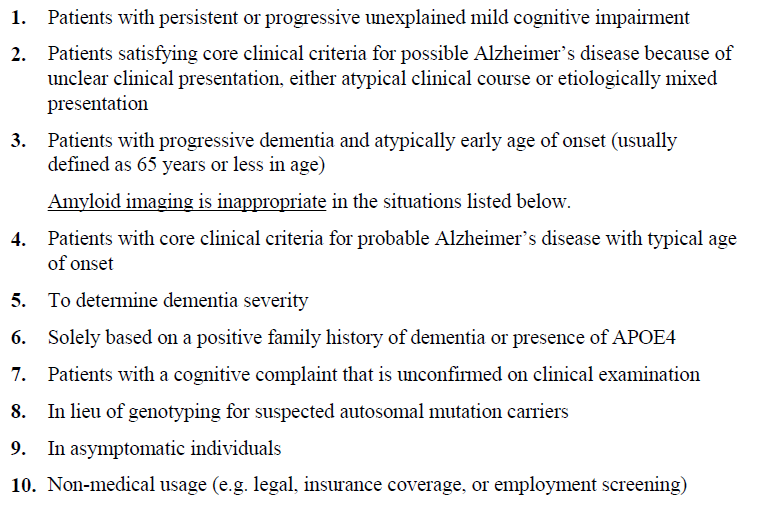 1. Patients with persistent or progressive unexplained mild cognitive impairment
2. Patients satisfying core clinical criteria for possible Alzheimer’s disease because of
unclear clinical presentation, either atypical clinical course or etiologically mixed
presentation
3. Patients with progressive dementia and atypically early age of onset (usually
defined as 65 years or less in age)
Amyloid imaging is inappropriate in the situations listed below.
4. Patients with core clinical criteria for probable Alzheimer’s disease with typical age
of onset
5. To determine dementia severity
6. Solely based on a positive family history of dementia or presence of APOE4
7. Patients with a cognitive complaint that is unconfirmed on clinical examination
8. In lieu of genotyping for suspected autosomal mutation carriers
9. In asymptomatic individuals
10. Non-medical usage (e.g. legal, insurance coverage, or employment screening)